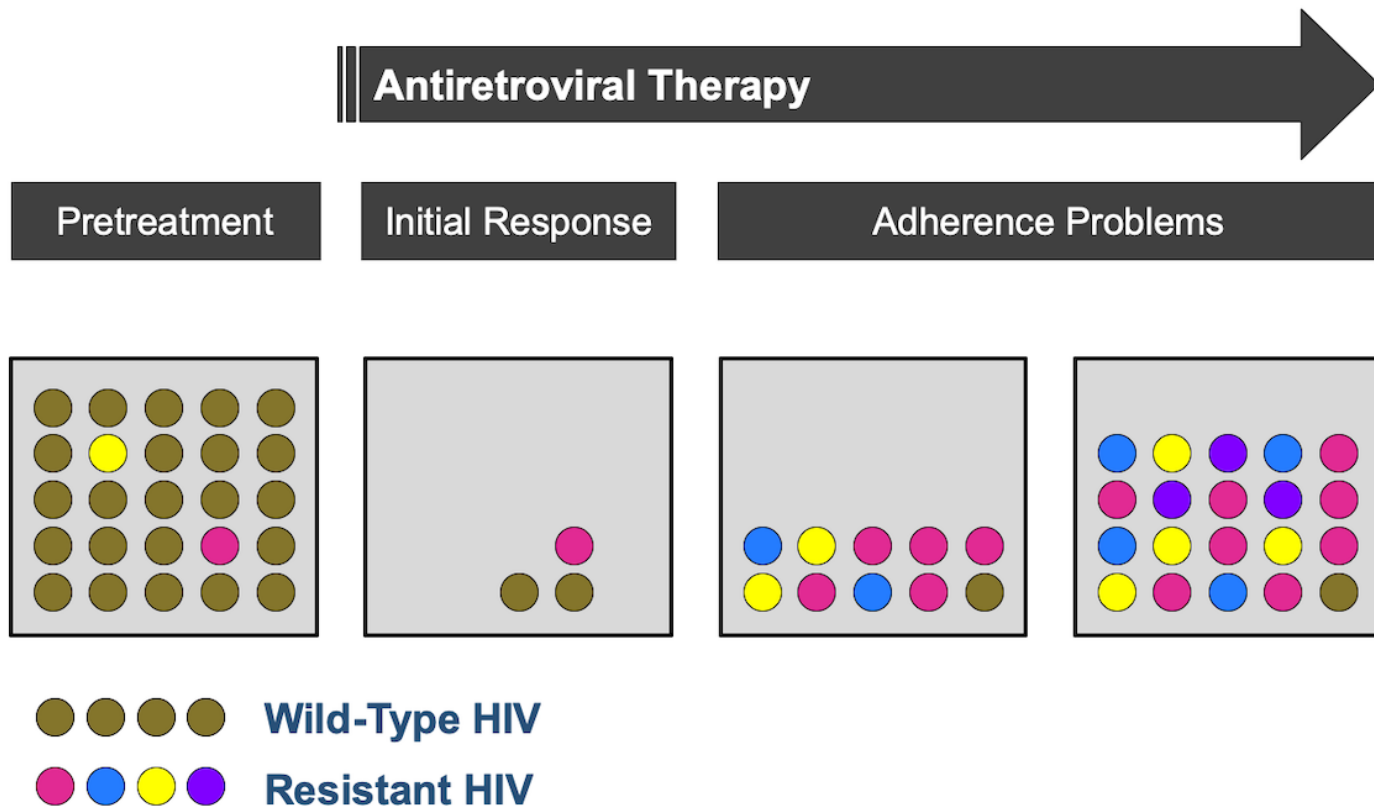 Antiretroviral Therapy
Pretreatment
Initial Response
Adherence Problems
Wild-Type HIV
Resistant HIV